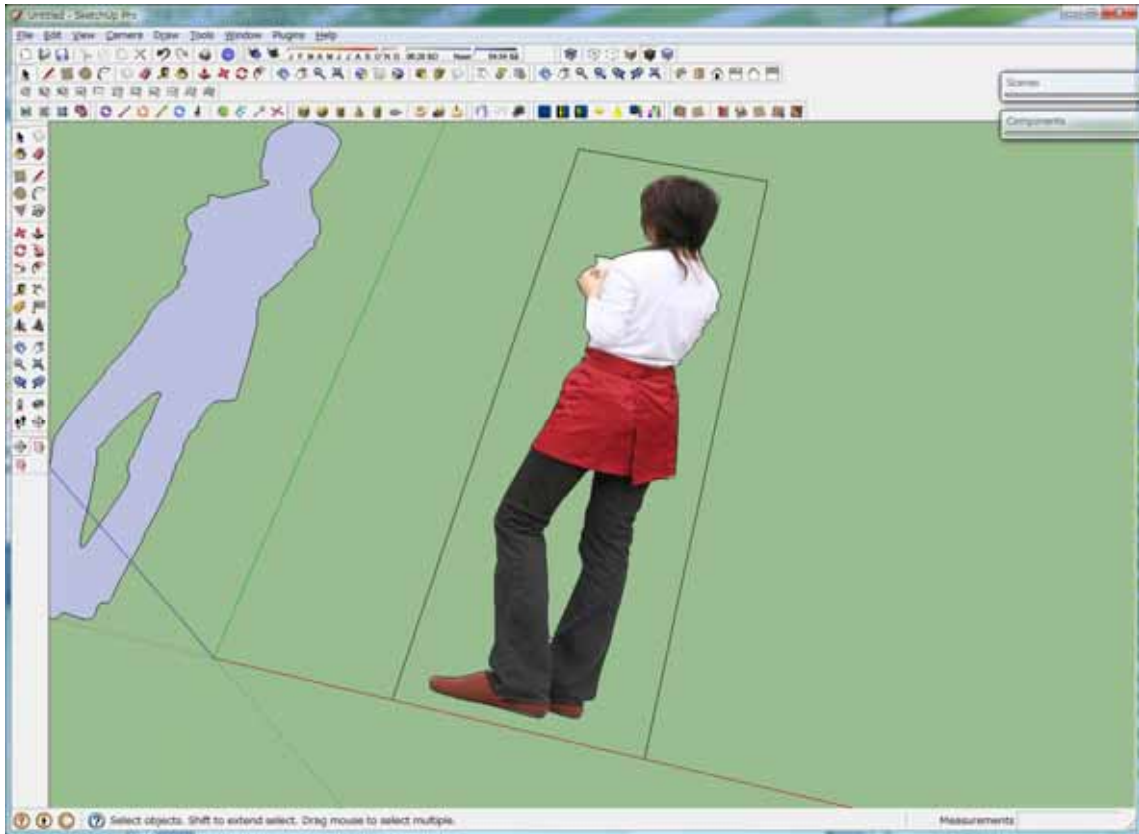 Untitled - SketchUp Pro
File Edit View Camera Draw Tools Window Plugins Help
J F M A M J J A S O N D
Noon
Scenes
Components
Select objects. Shift to extend select. Drag mouse to select multiple.
Measurements